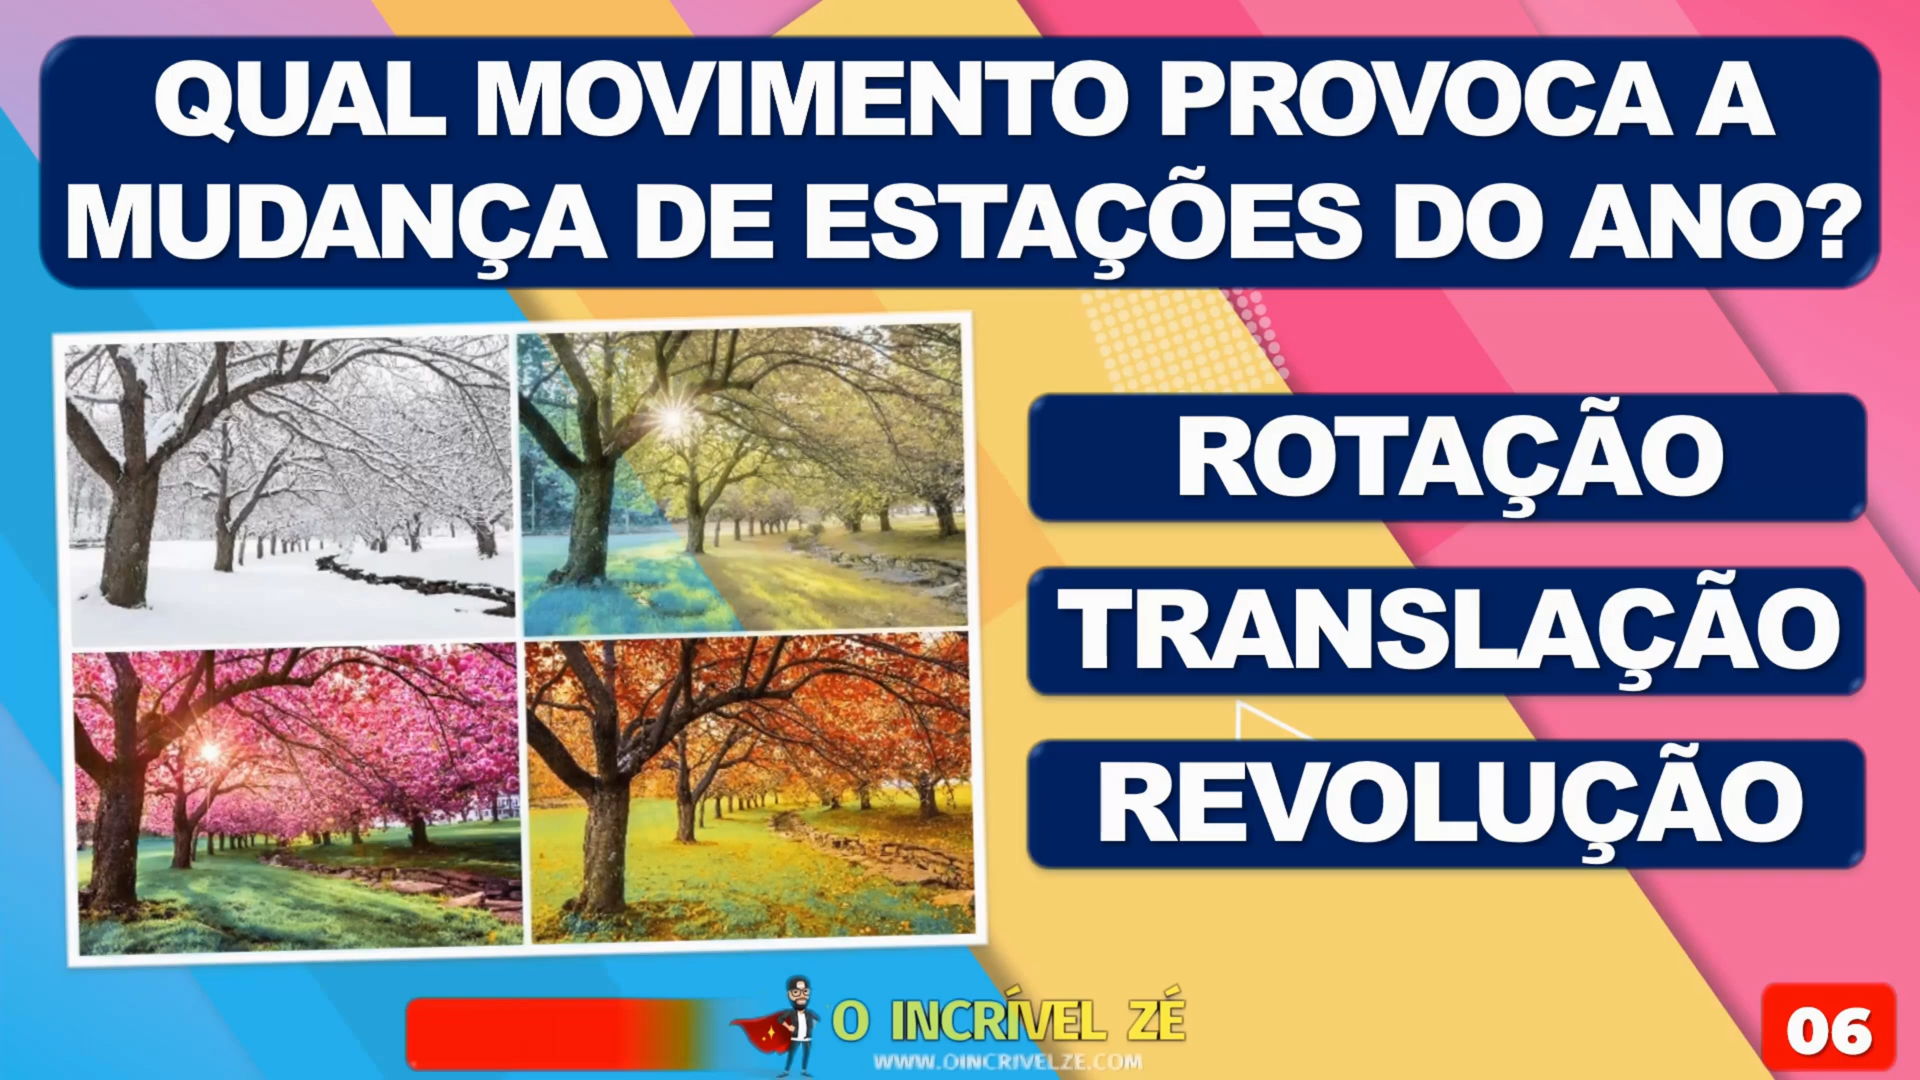 QUAL MOVIMENTO PROVOCA A
MUDANÇA DE ESTAÇÕES DO ANO?
ROTAÇÃO
TRANSLAÇÃO
REVOLUÇÃO
O INCRÍVEL ZÉ
WWW.OINCRIVELZE.COM
06